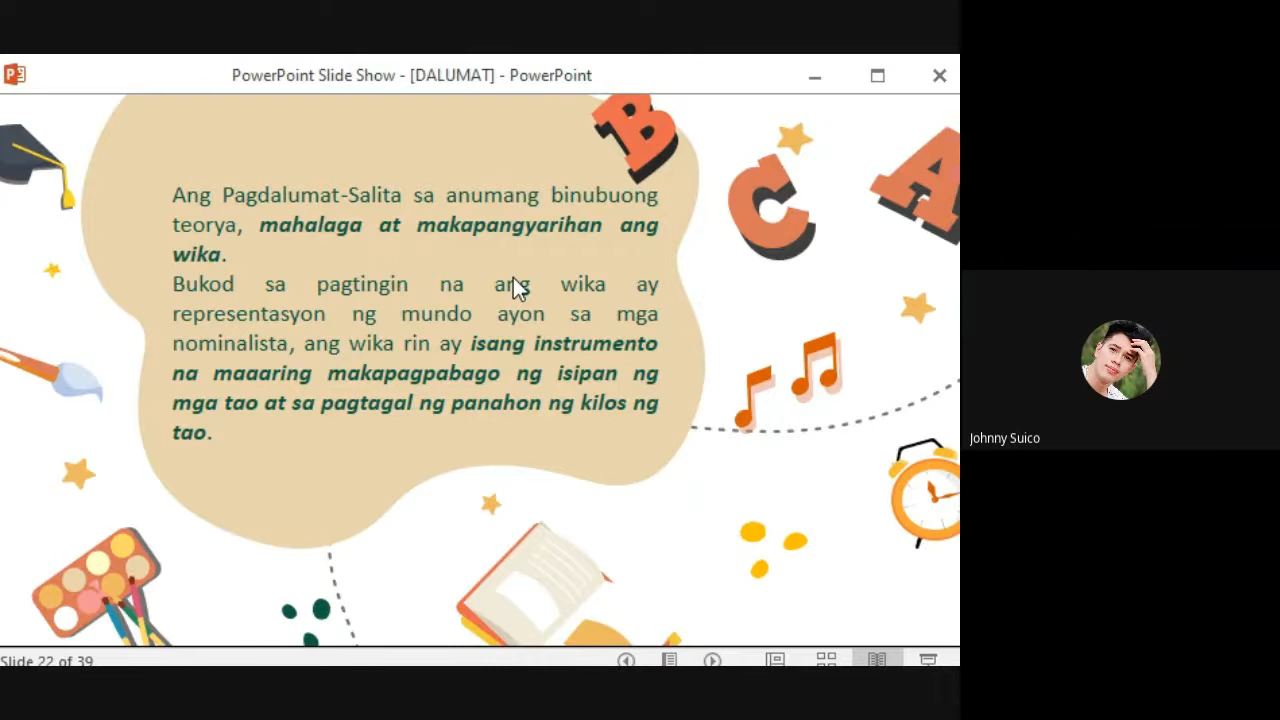 PowerPoint Slide Show - [DALUMAT] - PowerPoint
B
C
A
Ang Pagdalumat-Salita sa anumang binubuong
teorya, mahalaga at makapangyarihan ang
wika.
Bukod sa pagtingin na ang wika ay
representasyon ng mundo ayon sa mga
nominalista, ang wika rin ay isang instrumento
na maaaring makapagpabago ng isipan ng
mga tao at sa pagtagal ng panahon ng kilos ng
tao.
Johnny Suico
Slide 22 of 39